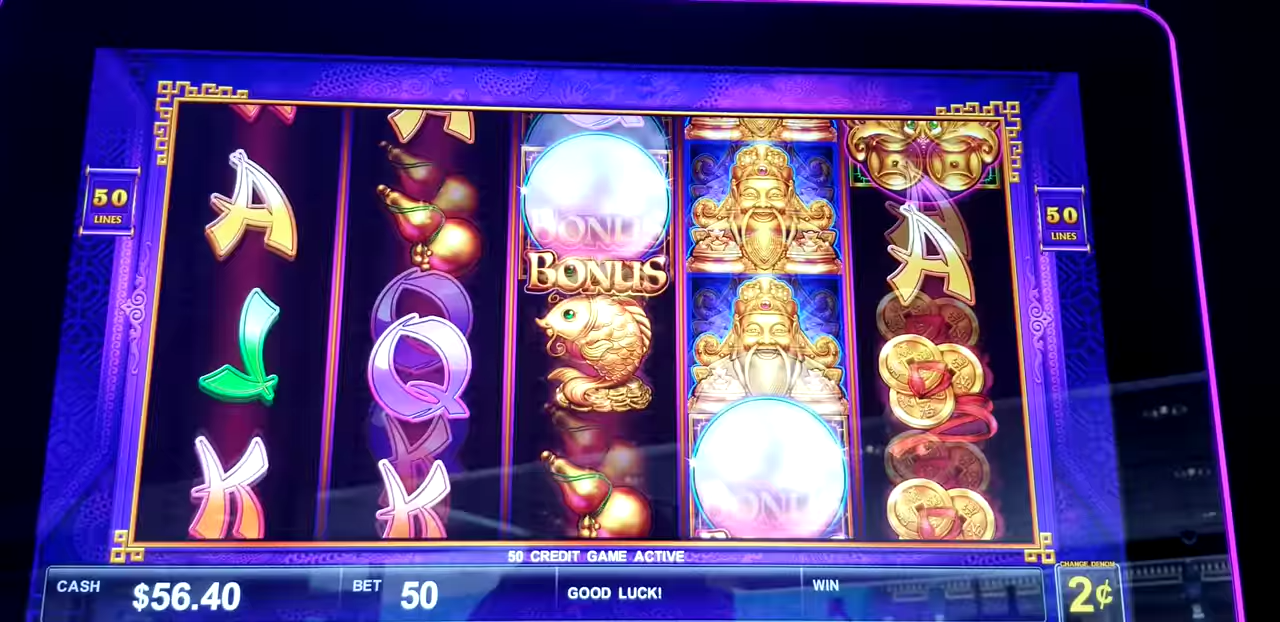 50
LINES
50
LINES
A
A
J
Q
K
K
BONUS
BONUS
50 CREDIT GAME ACTIVE
CASH
$56.40
BET
50
GOOD LUCK!
WIN
CHANGE DENOM
2¢